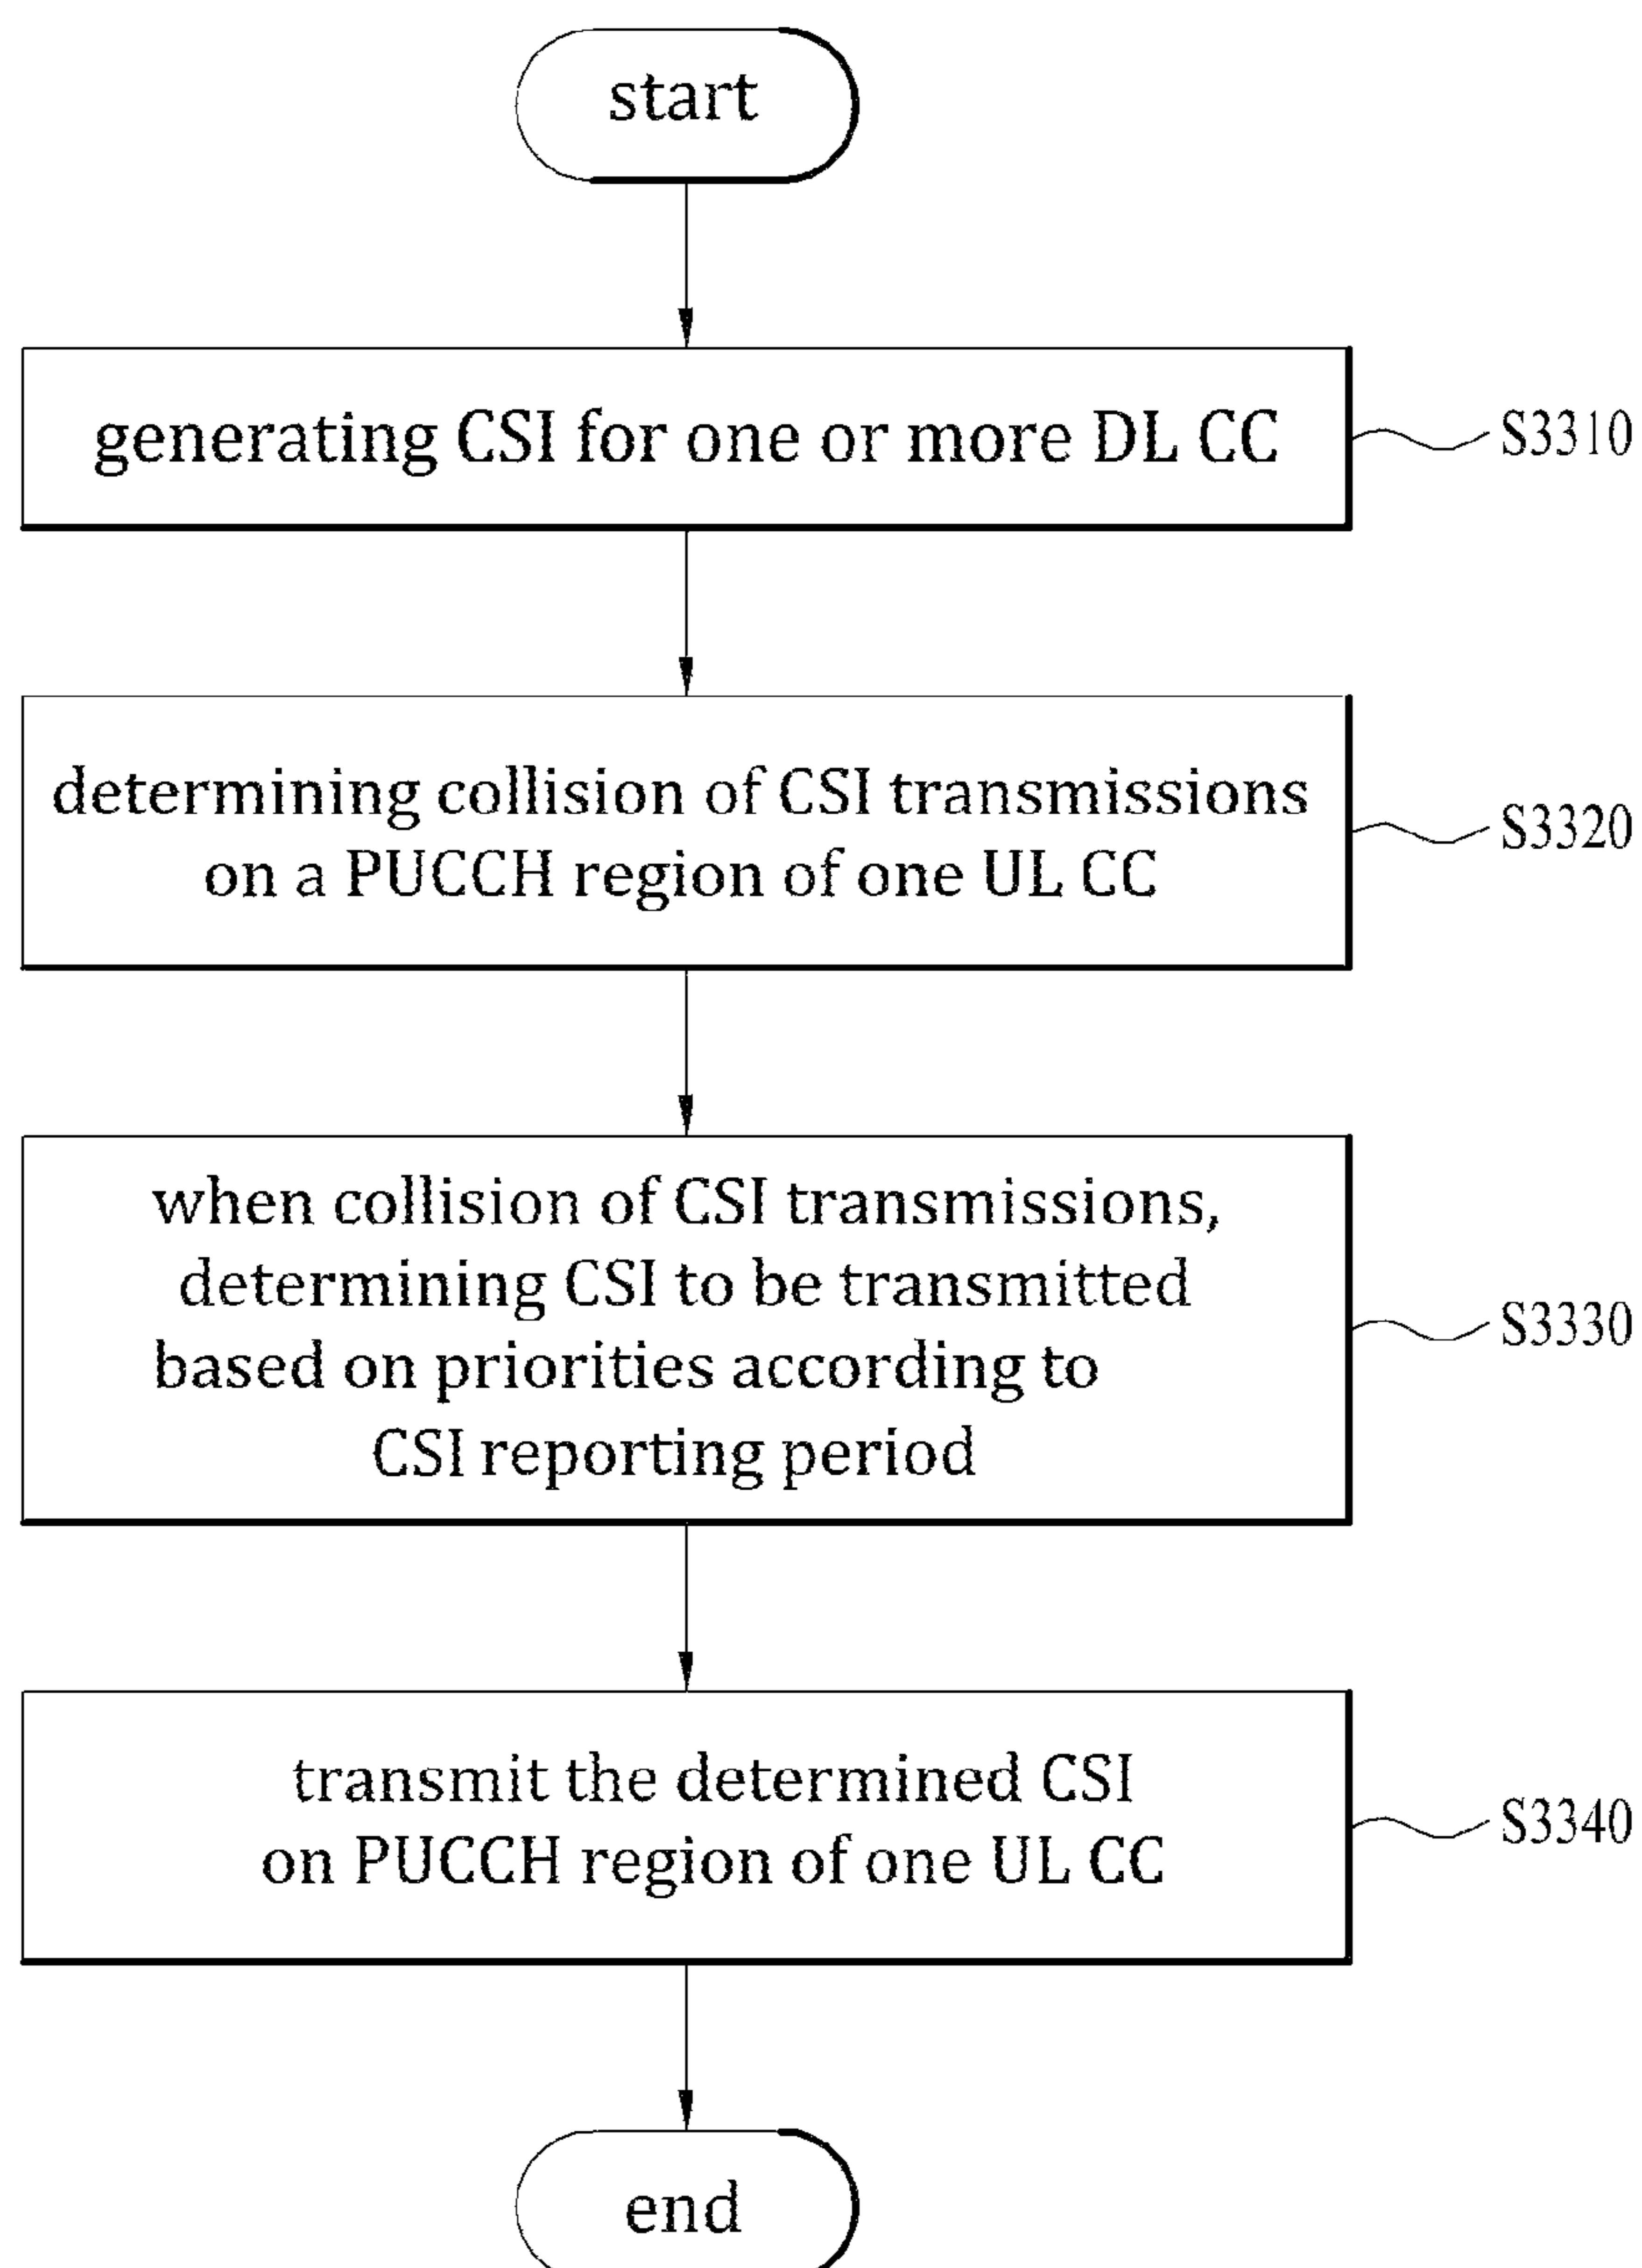 start
generating CSI for one or more DL CC
S3310
determining collision of CSI transmissions
on a PUCCH region of one UL CC
S3320
when collision of CSI transmissions,
determining CSI to be transmitted
based on priorities according to
CSI reporting period
S3330
transmit the determined CSI
on PUCCH region of one UL CC
S3340
end